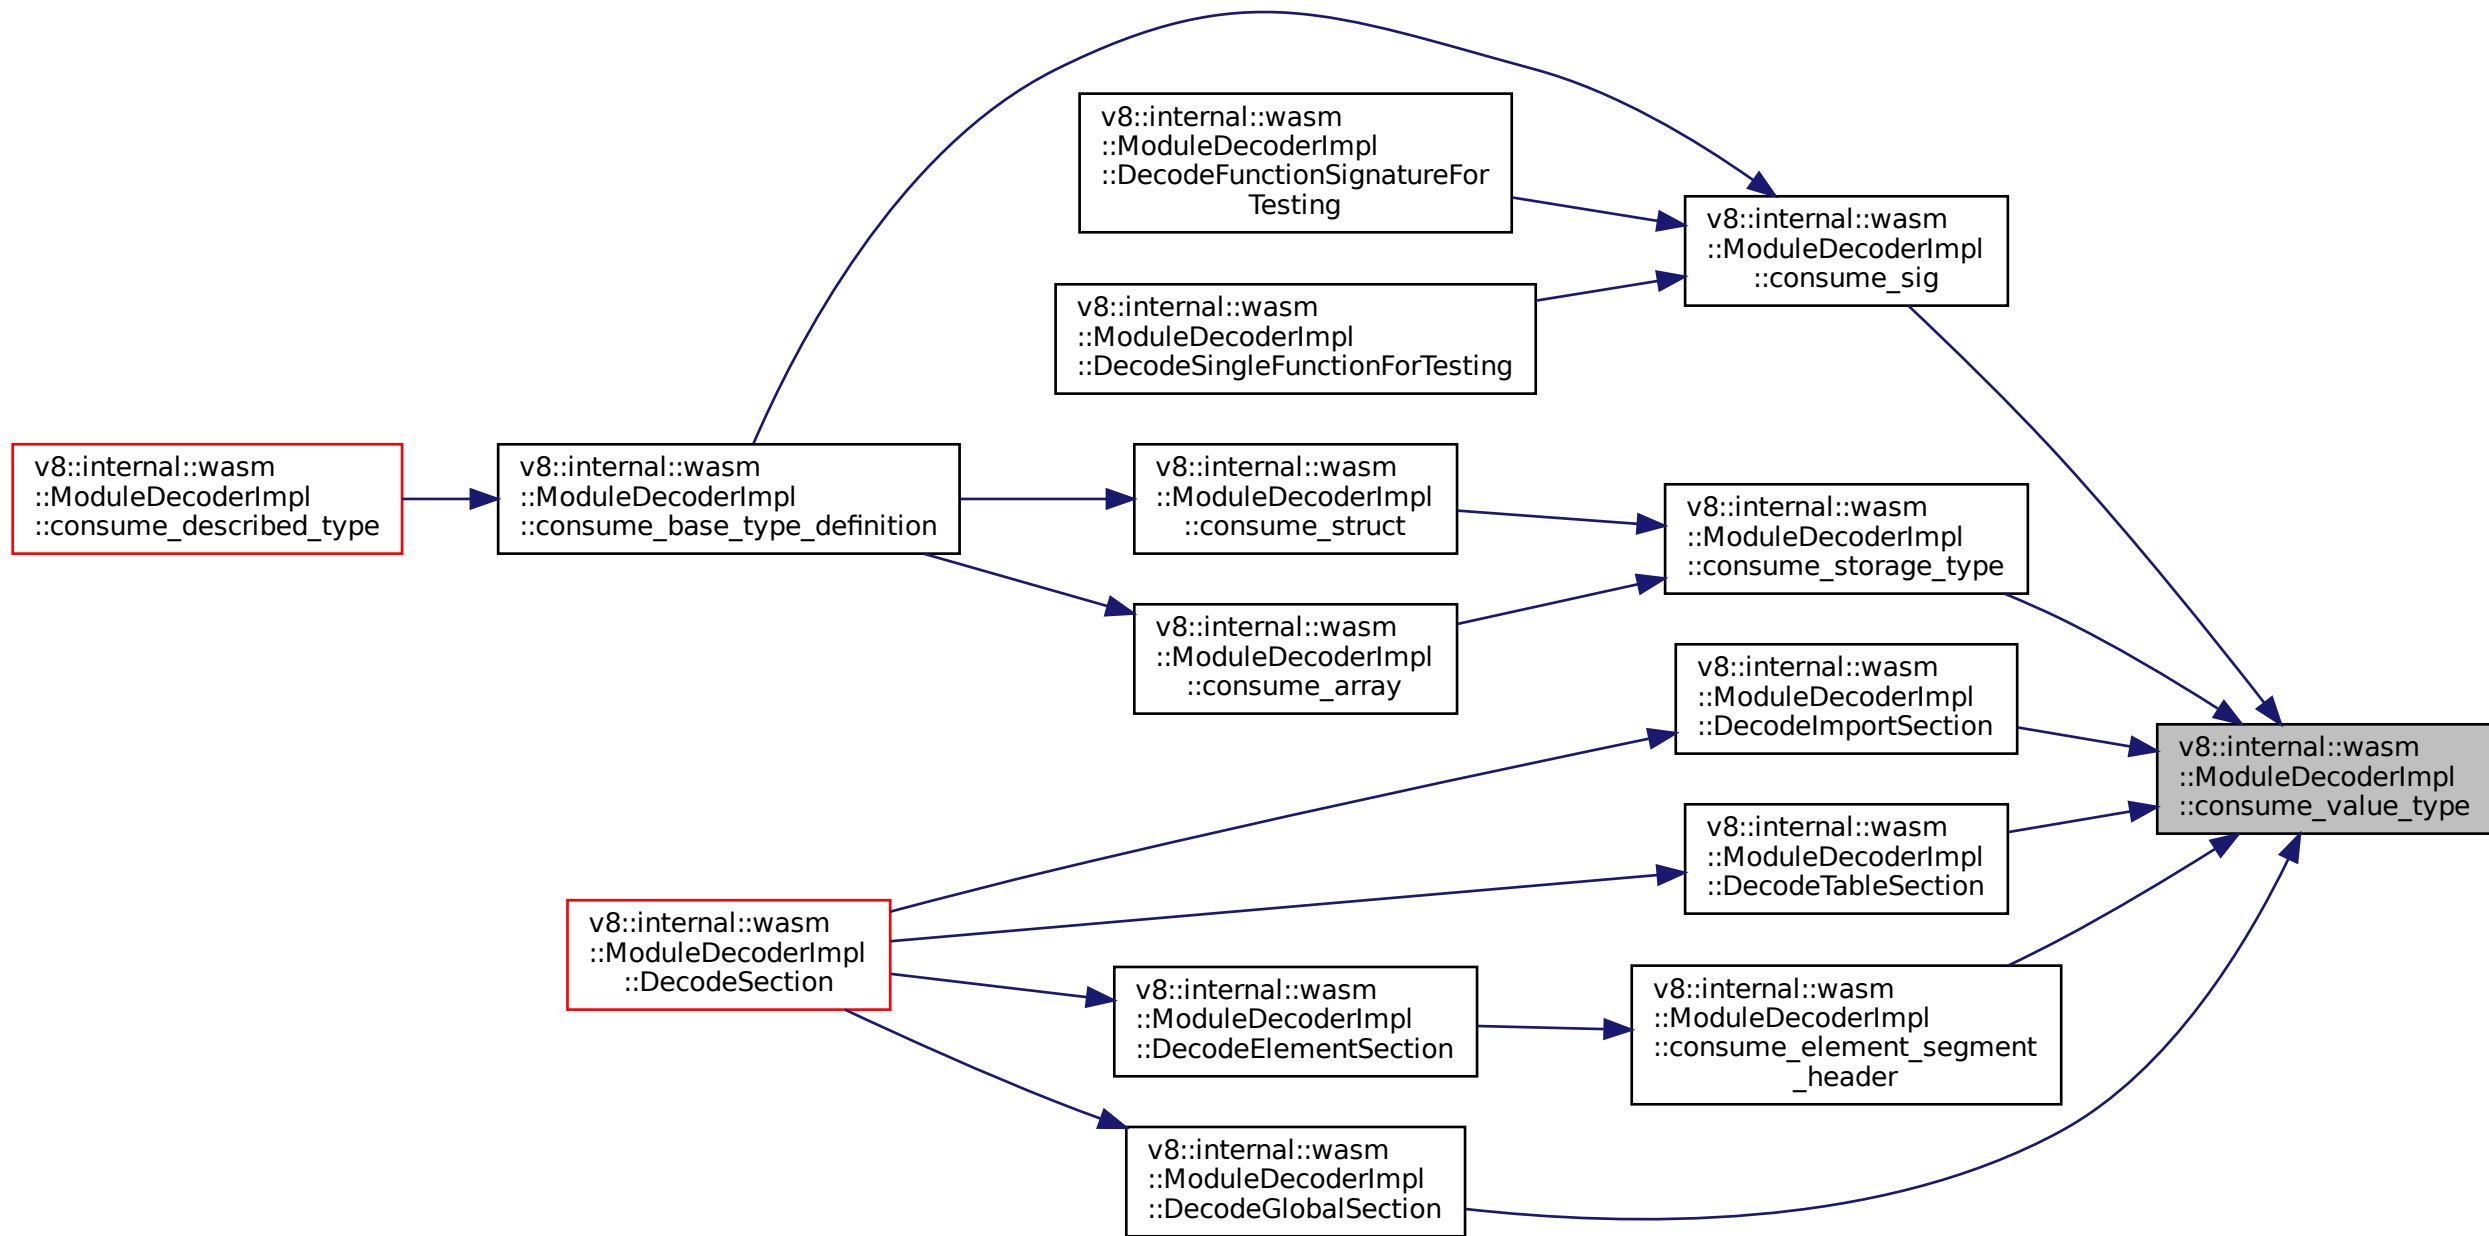 v8::internal::wasm
::ModuleDecoderImpl
::DecodeFunctionSignatureFor
Testing
v8::internal::wasm
::ModuleDecoderImpl
::consume_sig
v8::internal::wasm
::ModuleDecoderImpl
::DecodeSingleFunctionForTesting
v8::internal::wasm
::ModuleDecoderImpl
::consume_described_type
v8::internal::wasm
::ModuleDecoderImpl
::consume_base_type_definition
v8::internal::wasm
::ModuleDecoderImpl
::consume_struct
v8::internal::wasm
::ModuleDecoderImpl
::consume_storage_type
v8::internal::wasm
::ModuleDecoderImpl
::consume_array
v8::internal::wasm
::ModuleDecoderImpl
::DecodeImportSection
v8::internal::wasm
::ModuleDecoderImpl
::consume_value_type
v8::internal::wasm
::ModuleDecoderImpl
::DecodeTableSection
v8::internal::wasm
::ModuleDecoderImpl
::DecodeSection
v8::internal::wasm
::ModuleDecoderImpl
::DecodeElementSection
v8::internal::wasm
::ModuleDecoderImpl
::consume_element_segment
_header
v8::internal::wasm
::ModuleDecoderImpl
::DecodeGlobalSection